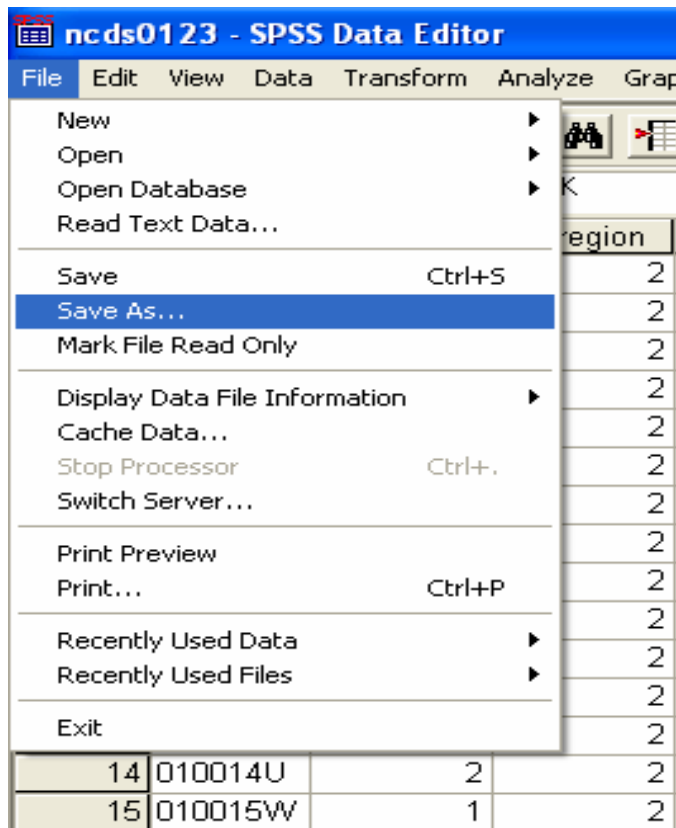 SPSS
ncds0123 - SPSS Data Editor
File Edit View Data Transform Analyze
New
Open
Open Database
K
Read Text Data...
region
Save Ctrl+S
2
Save As...
2
Mark File Read Only
2
2
Display Data File Information
2
Cache Data...
2
Stop Processor Ctrl+.
2
Switch Server...
2
Print Preview
2
Print... Ctrl+P
2
Recently Used Data
2
Recently Used Files
2
Exit
2
14 010014U 2 2
15 010015W 1 2